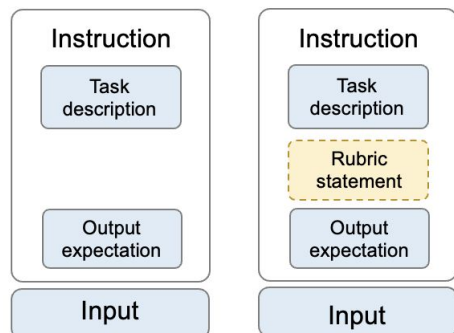 Instruction
Task
description
Output
expectation
Input
Instruction
Task
description
Rubric
statement
Output
expectation
Input